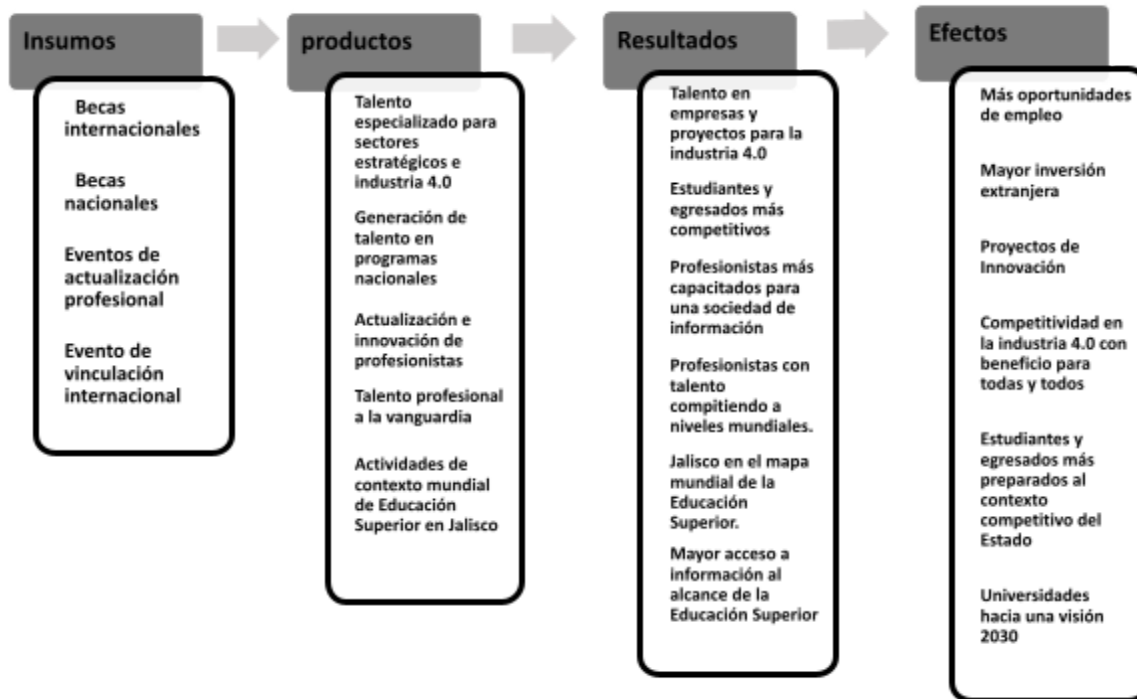 Insumos
Becas
internacionales
Becas
nacionales
Eventos de
actualización
profesional
Evento de
vinculación
internacional
productos
Talento
especializado para
sectores
estratégicos e
industria 4.0
Generación de
talento en
programas
nacionales
Actualización e
innovación de
profesionistas
Talento profesional
a la vanguardia
Actividades de
contexto mundial
de Educación
Superior en Jalisco
Resultados
Talento en
empresas y
proyectos para la
industria 4.0
Estudiantes y
egresados más
competitivos
Profesionistas más
capacitados para
una sociedad de
información
Profesionistas con
talento
compitiendo a
niveles mundiales.
Jalisco en el mapa
mundial de la
Educación
Superior.
Mayor acceso a
información al
alcance de la
Educación Superior
Efectos
Más oportunidades
de empleo
Mayor inversión
extranjera
Proyectos de
Innovación
Competitividad en
la industria 4.0 con
beneficio para
todas y todos
Estudiantes y
egresados más
preparados al
contexto
competitivo del
Estado
Universidades
hacia una visión
2030